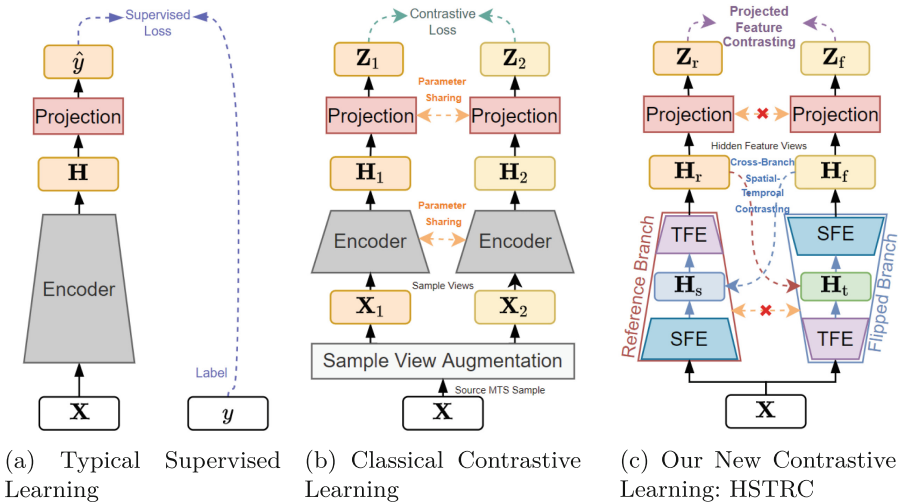 Supervised
Loss
ŷ
Projection
H
Encoder
Label
X
y
(a) Typical Supervised
Learning
Contrastive
Loss
Z1
Z2
Parameter
Sharing
Projection
Projection
H1
H2
Parameter
Sharing
Encoder
Encoder
Sample Views
X1
X2
Sample View Augmentation
Source MTS Sample
X
(b) Classical Contrastive
Learning
Projected
Feature
Contrasting
Zr
Zf
Projection
Projection
Hidden Feature Views
Hr
Cross-Branch
Spatial-
Temproal
Contrasting
Hf
Reference Branch
TFE
Hs
SFE
SFE
Ht
TFE
Flipped Branch
X
(c) Our New Contrastive
Learning: HSTRC